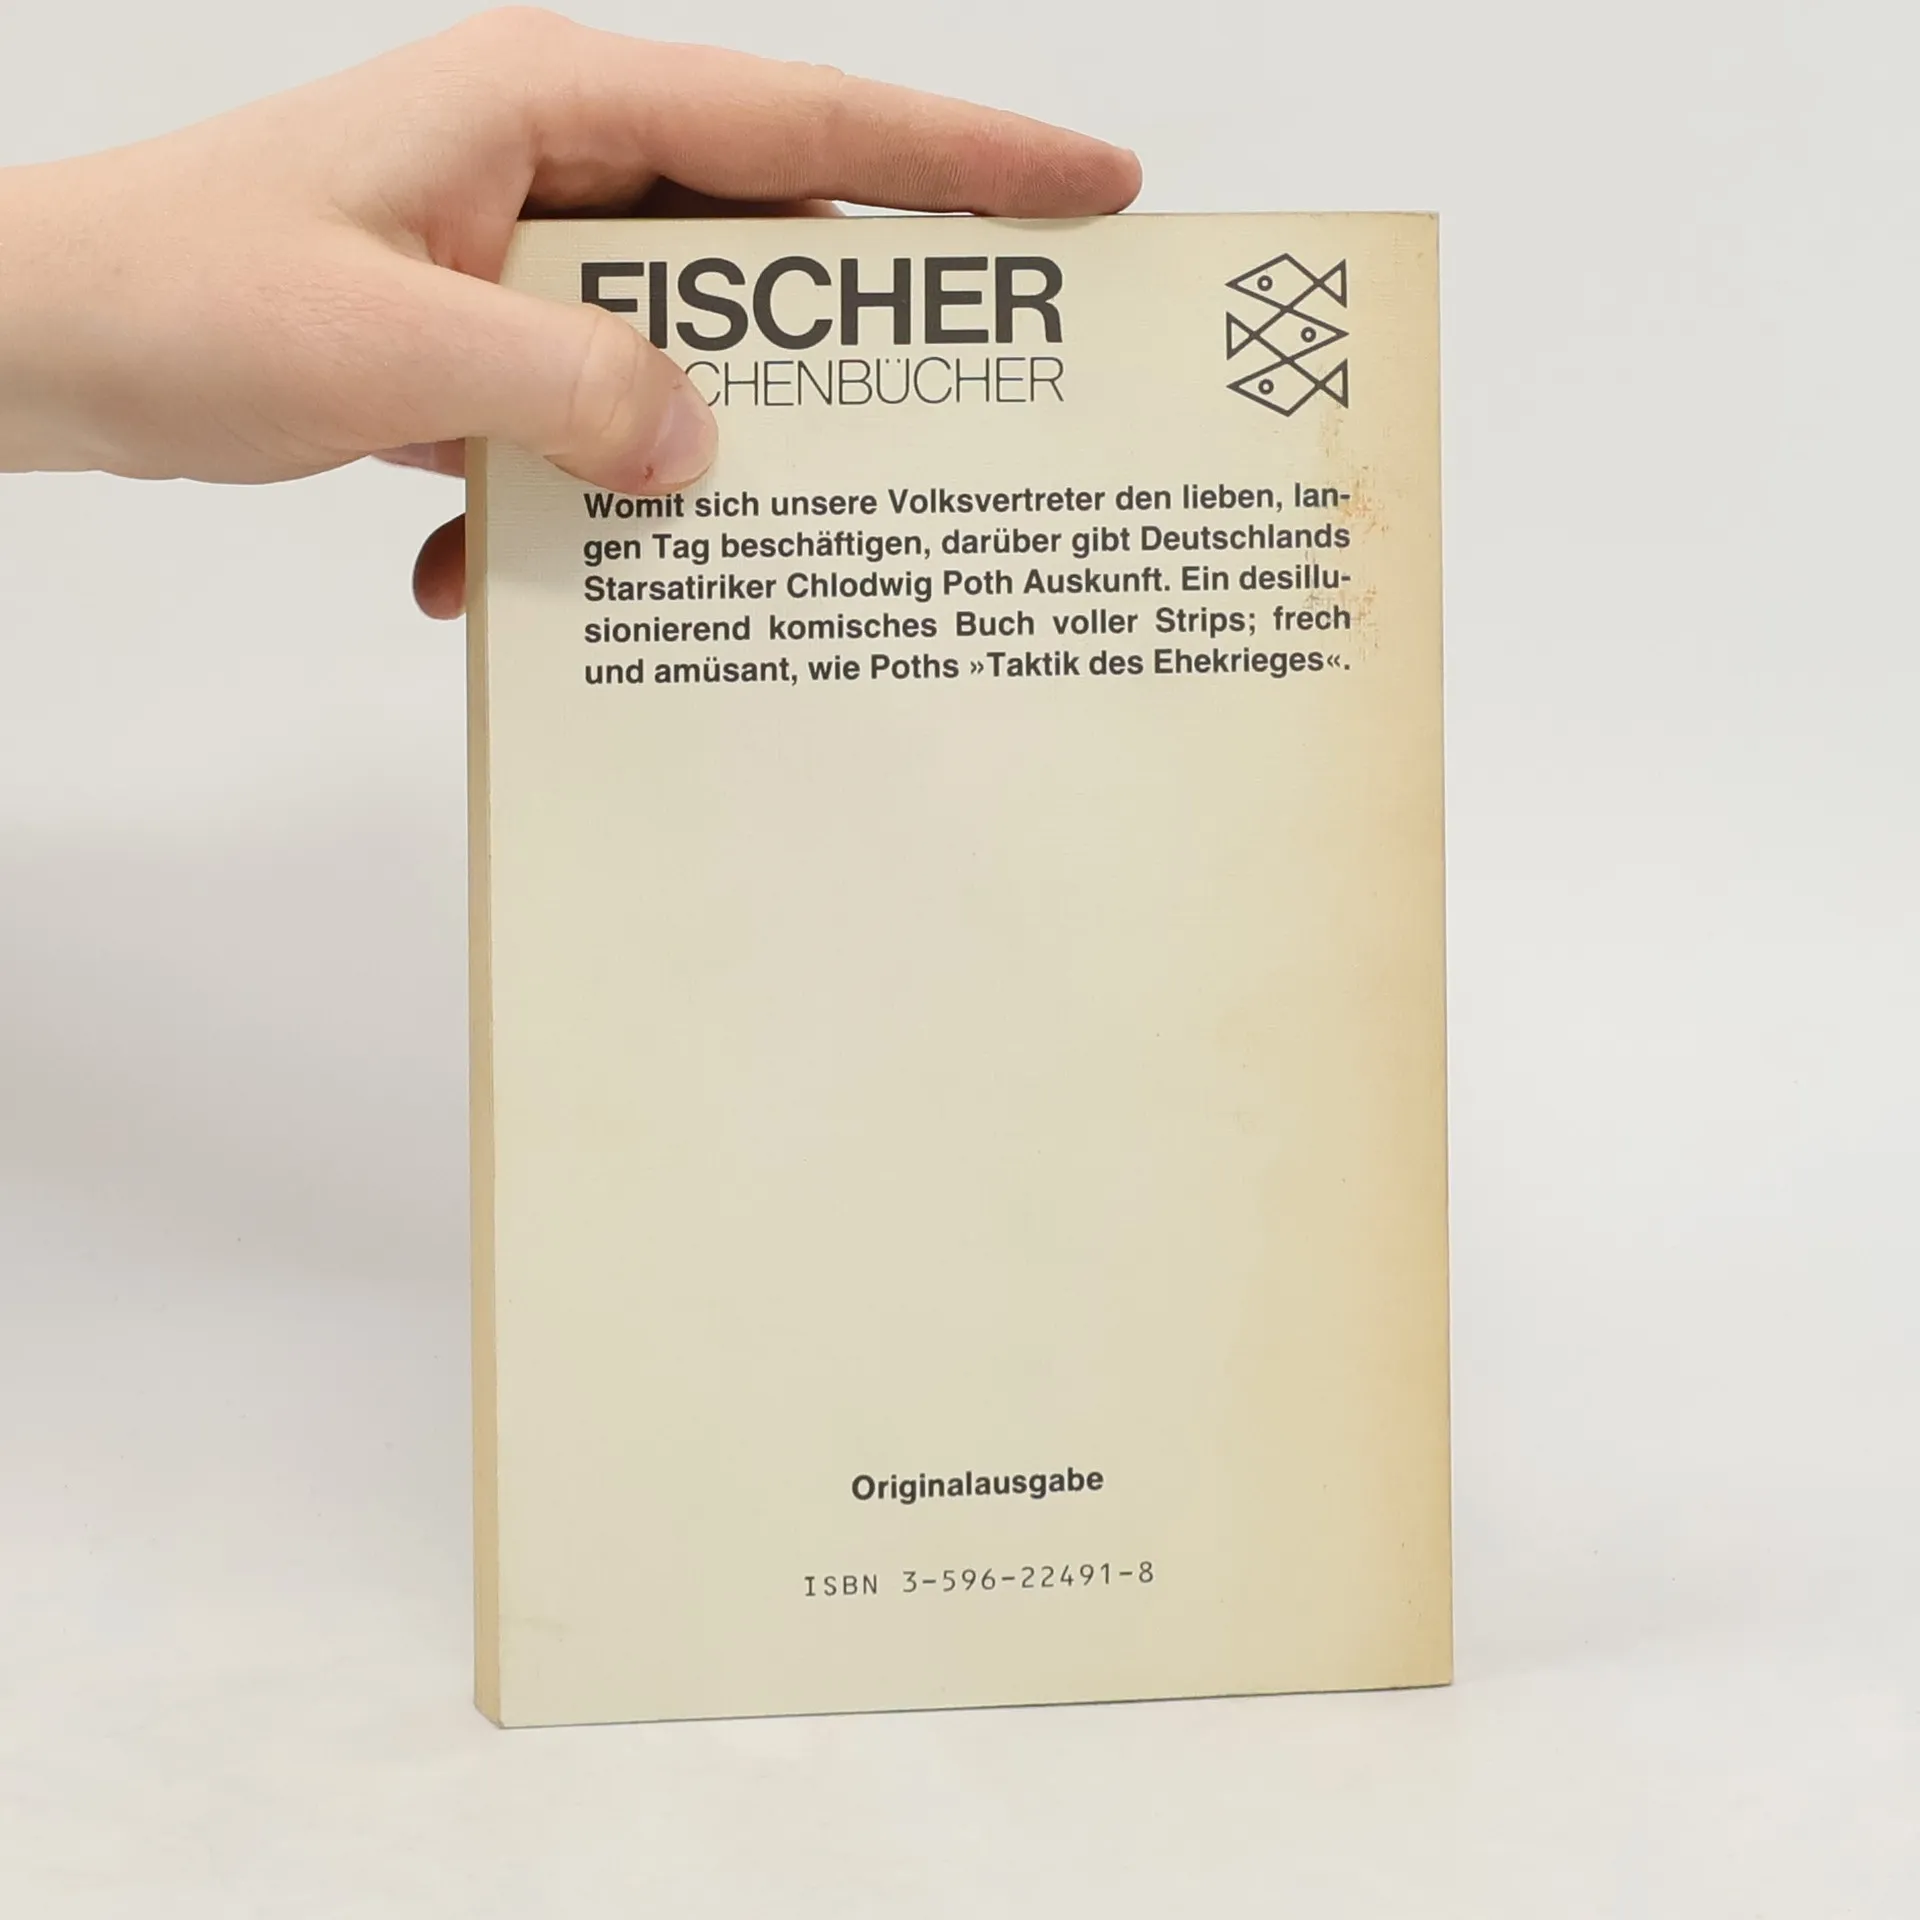 FISCHER
CHENBÜCHER
Womit sich unsere Volksvertreter den lieben, lan-
gen Tag beschäftigen, darüber gibt Deutschlands
Starsatiriker Chlodwig Poth Auskunft. Ein desillu-
sionierend komisches Buch voller Strips; frech
und amüsant, wie Poths »Taktik des Ehekrieges«.
Originalausgabe
ISBN 3-596-22491-8